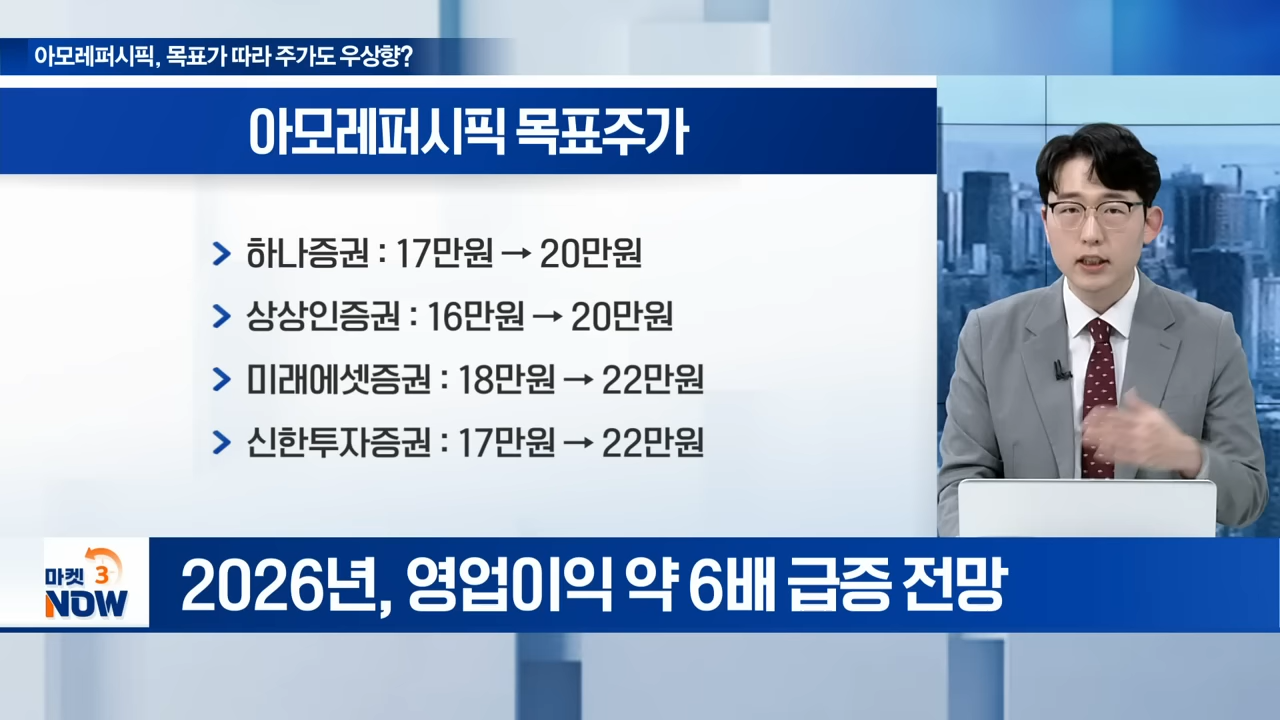 아모레퍼시픽, 목표가 따라 주가도 우상향?
아모레퍼시픽 목표주가
> 하나증권 : 17만원 → 20만원
> 상상인증권 : 16만원 → 20만원
> 미래에셋증권 : 18만원 → 22만원
> 신한투자증권 : 17만원 → 22만원
마켓 3
NOW
2026년, 영업이익 약 6배 급증 전망